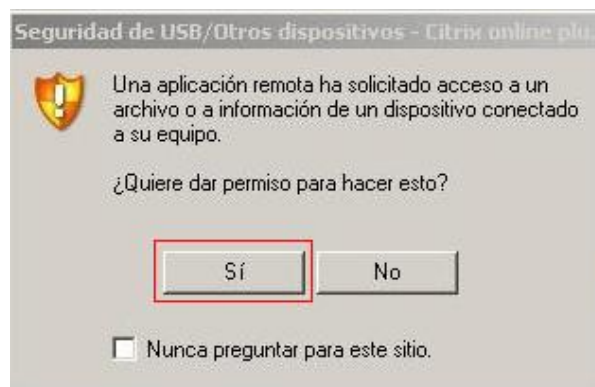 Seguridad de USB/Otros dispositivos - Citrix online plu
Una aplicación remota ha solicitado acceso a un
archivo o a información de un dispositivo conectado
a su equipo.
¿Quiere dar permiso para hacer esto?
Sí No
Nunca preguntar para este sitio.